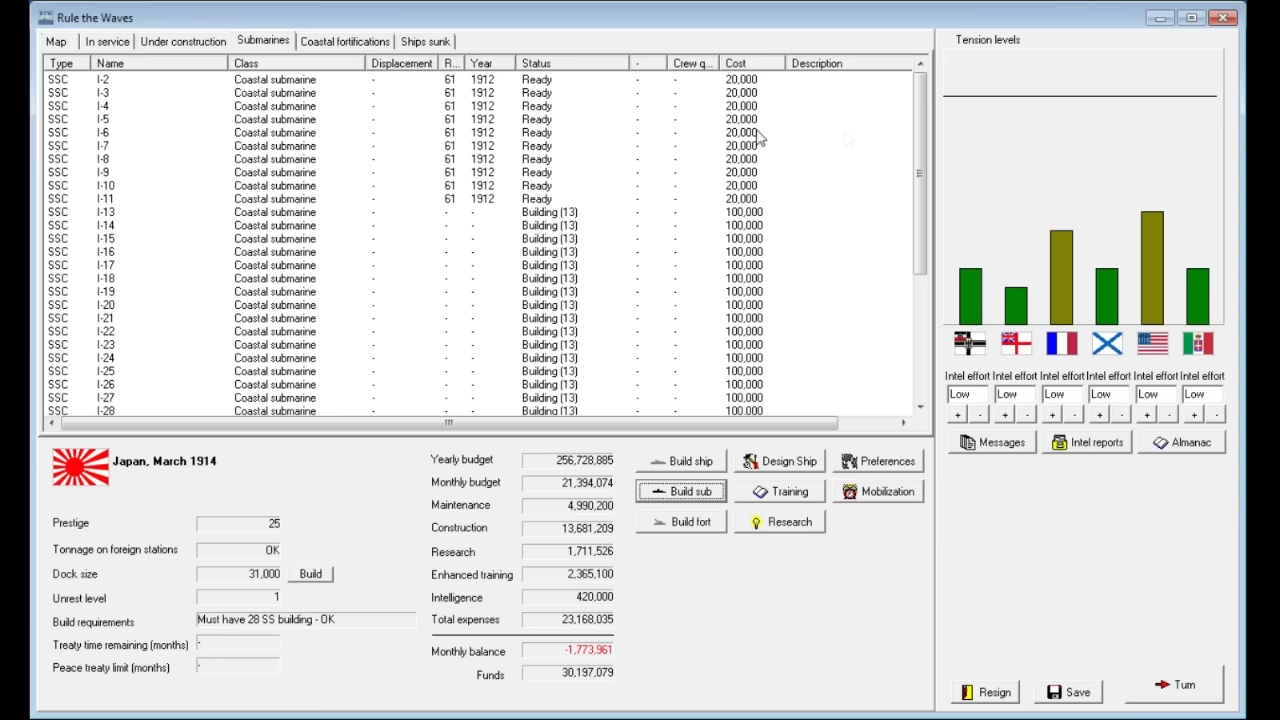 Rule the Waves
Map In service Under construction Submarines Coastal fortifications Ships sunk
Type Name Class Displacement R... Year Status - Crew q... Cost Description
SSC I-2 Coastal submarine - 61 1912 Ready - - 20,000
SSC I-3 Coastal submarine - 61 1912 Ready - - 20,000
SSC I-4 Coastal submarine - 61 1912 Ready - - 20,000
SSC I-5 Coastal submarine - 61 1912 Ready - - 20,000
SSC I-6 Coastal submarine - 61 1912 Ready - - 20,000
SSC I-7 Coastal submarine - 61 1912 Ready - - 20,000
SSC I-8 Coastal submarine - 61 1912 Ready - - 20,000
SSC I-9 Coastal submarine - 61 1912 Ready - - 20,000
SSC I-10 Coastal submarine - 61 1912 Ready - - 20,000
SSC I-11 Coastal submarine - 61 1912 Ready - - 20,000
SSC I-13 Coastal submarine - - - Building (13) - - 100,000
SSC I-14 Coastal submarine - - - Building (13) - - 100,000
SSC I-15 Coastal submarine - - - Building (13) - - 100,000
SSC I-16 Coastal submarine - - - Building (13) - - 100,000
SSC I-17 Coastal submarine - - - Building (13) - - 100,000
SSC I-18 Coastal submarine - - - Building (13) - - 100,000
SSC I-19 Coastal submarine - - - Building (13) - - 100,000
SSC I-20 Coastal submarine - - - Building (13) - - 100,000
SSC I-21 Coastal submarine - - - Building (13) - - 100,000
SSC I-22 Coastal submarine - - - Building (13) - - 100,000
SSC I-23 Coastal submarine - - - Building (13) - - 100,000
SSC I-24 Coastal submarine - - - Building (13) - - 100,000
SSC I-25 Coastal submarine - - - Building (13) - - 100,000
SSC I-26 Coastal submarine - - - Building (13) - - 100,000
SSC I-27 Coastal submarine - - - Building (13) - - 100,000
SSC I-28 Coastal submarine - - - Building (13) - - 100,000
Japan, March 1914
Prestige 25
Tonnage on foreign stations OK
Dock size 31,000 Build
Unrest level 1
Build requirements Must have 28 SS building - OK
Treaty time remaining (months) -
Peace treaty limit (months) -
Yearly budget 256,728,885
Monthly budget 21,394,074
Maintenance 4,990,200
Construction 13,681,209
Research 1,711,526
Enhanced training 2,365,100
Intelligence 420,000
Total expenses 23,168,035
Monthly balance -1,773,961
Funds 30,197,079
Build ship Design Ship Preferences
Build sub Training Mobilization
Build fort Research
Tension levels
Intel effort Intel effort Intel effort Intel effort Intel effort Intel effort
Low Low Low Low Low Low
+ - + - + - + - + - + -
Messages Intel reports Almanac
Resign Save Turn